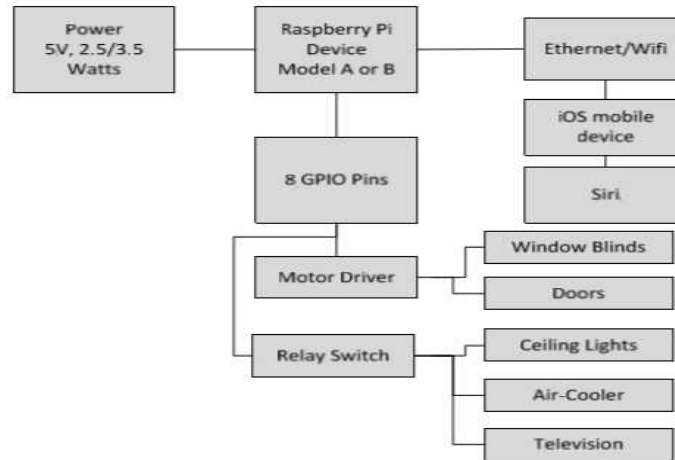 Power
5V, 2.5/3.5
Watts
Raspberry Pi
Device
Model A or B
Ethernet/Wifi
iOS mobile
device
8 GPIO Pins
Siri
Window Blinds
Motor Driver
Doors
Ceiling Lights
Relay Switch
Air-Cooler
Television